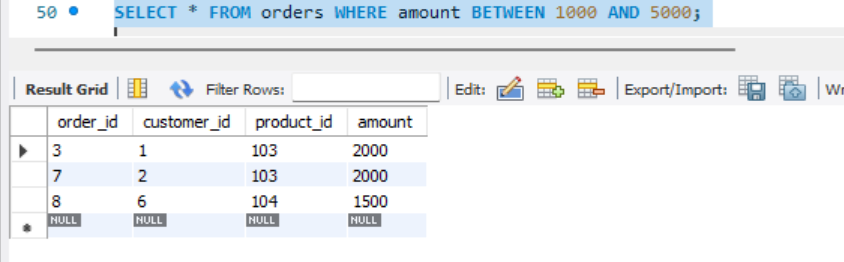 50 SELECT * FROM orders WHERE amount BETWEEN 1000 AND 5000;
Result Grid Filter Rows: Edit: Export/Import: Wr
order_id customer_id product_id amount
3 1 103 2000
7 2 103 2000
8 6 104 1500
NULL NULL NULL NULL